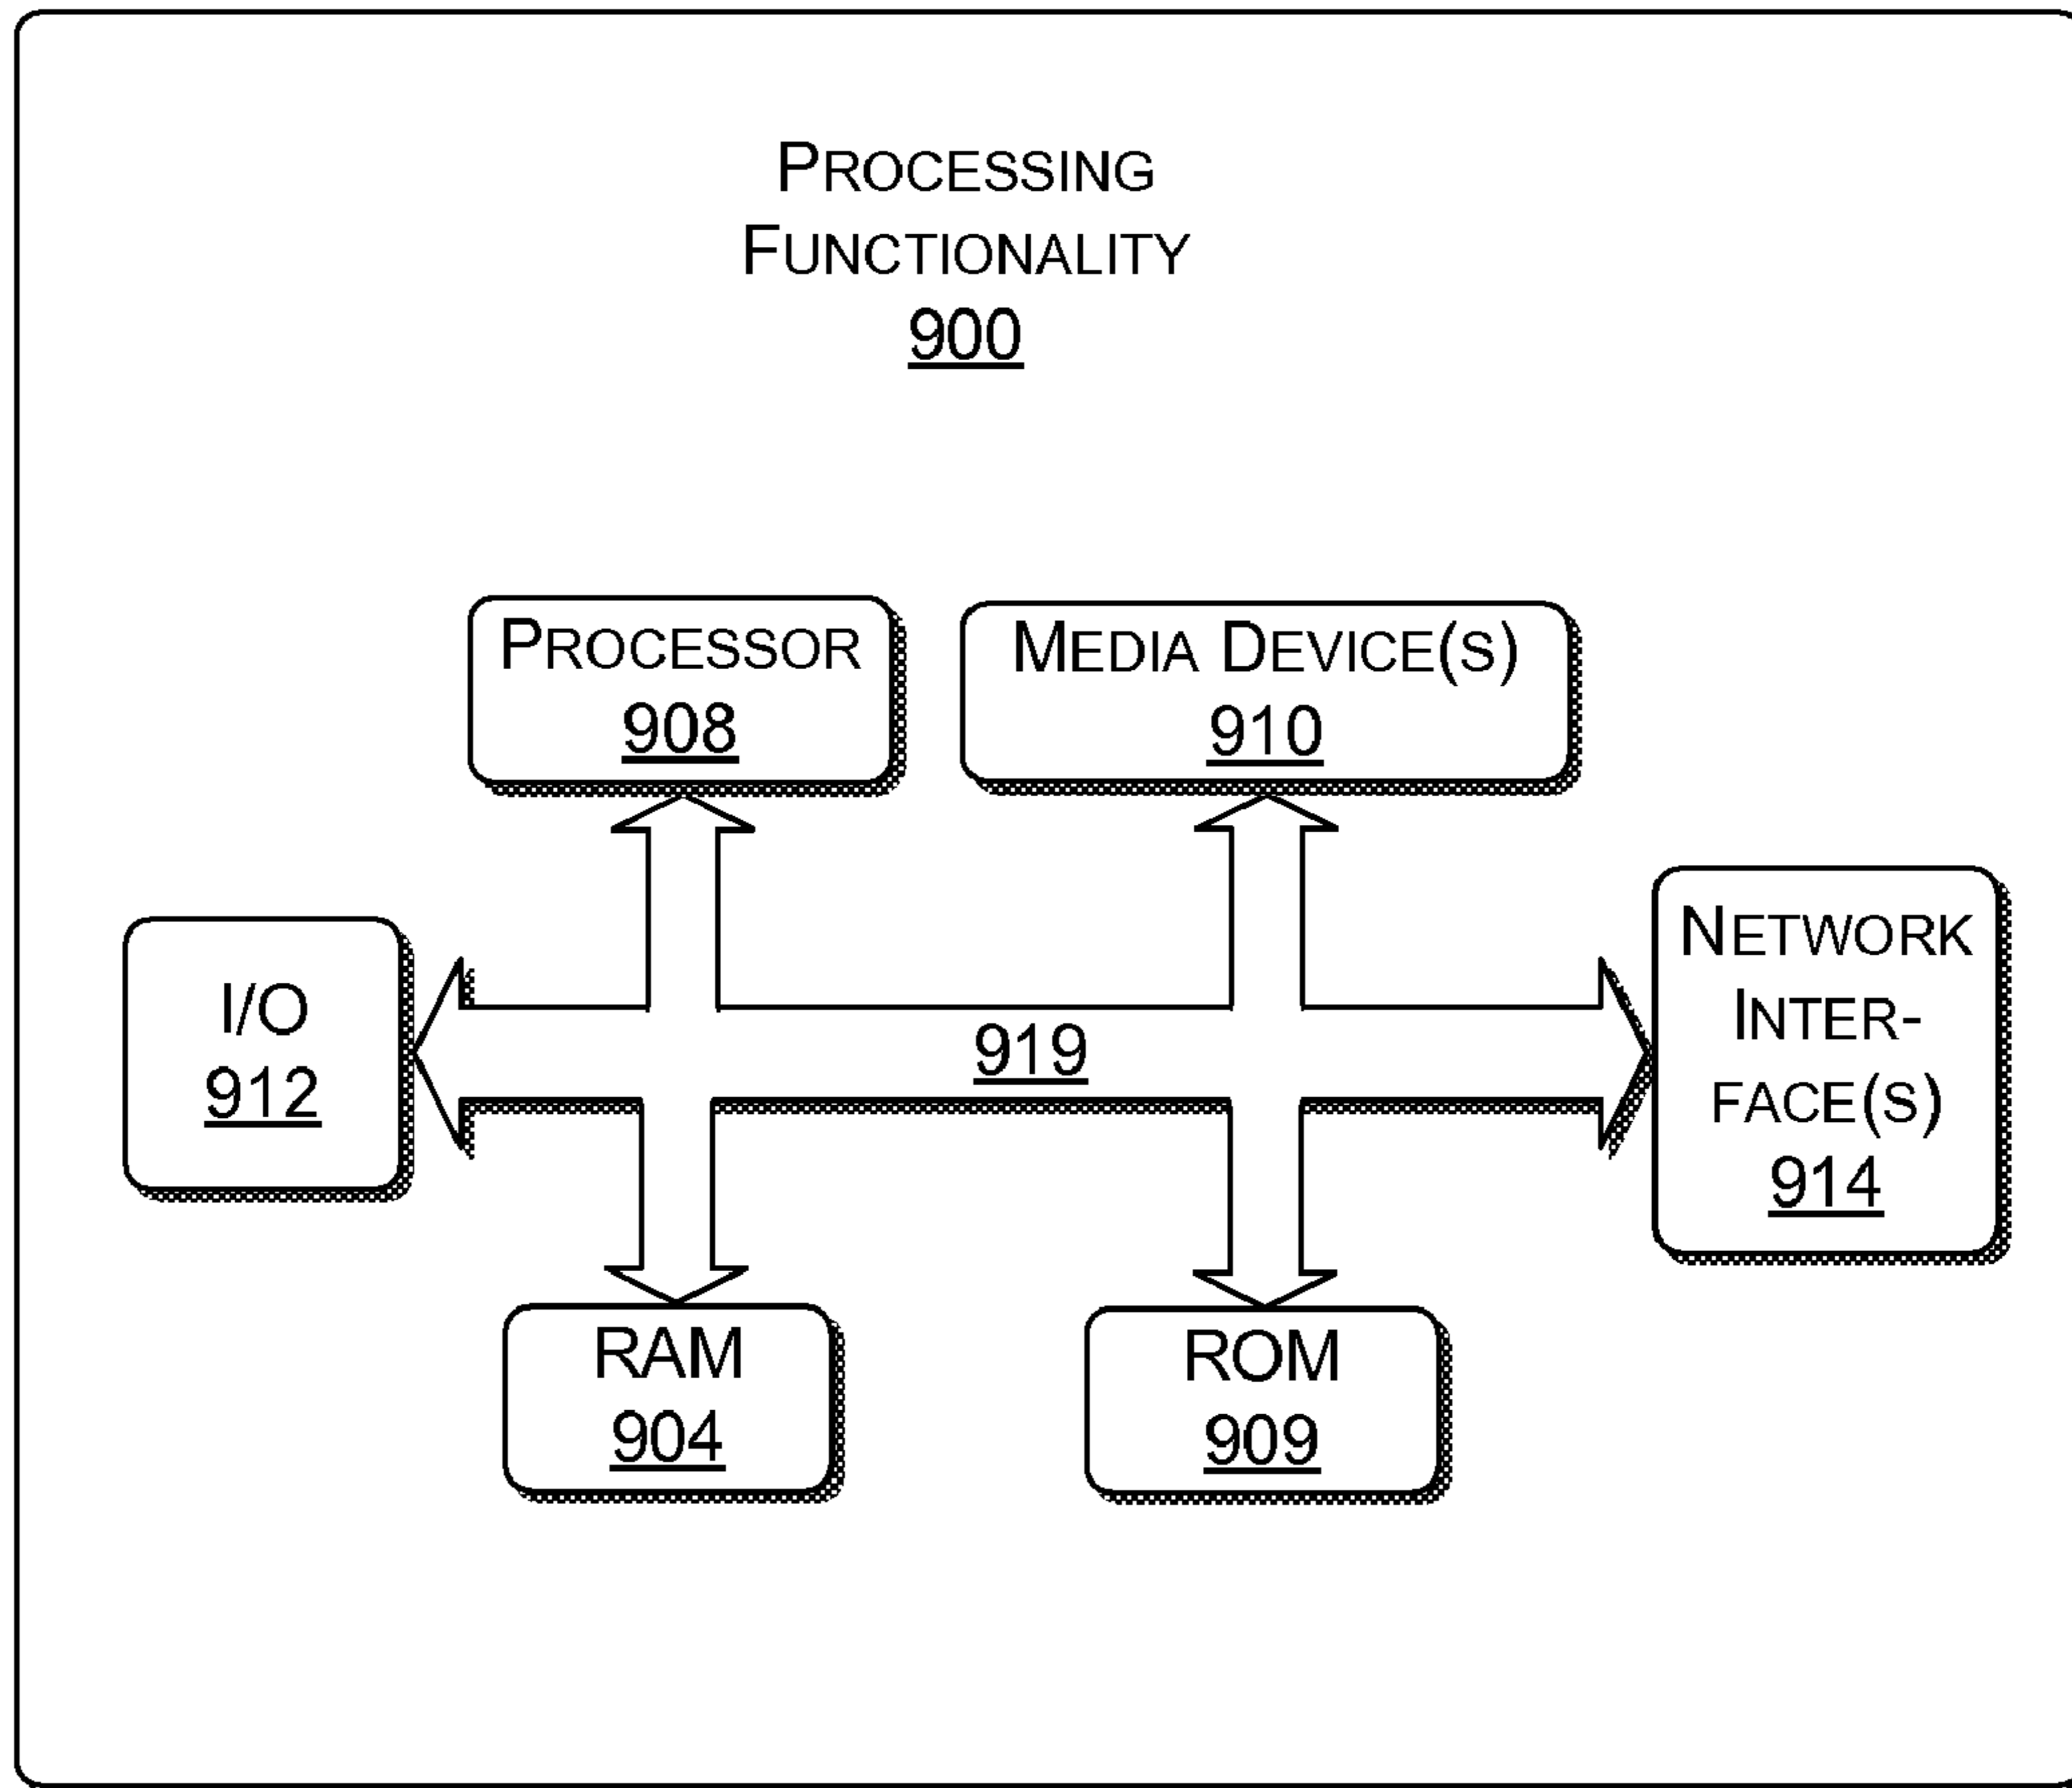 PROCESSING
FUNCTIONALITY
900
PROCESSOR
908
MEDIA DEVICE(S)
910
I/O
912
919
NETWORK
INTER-
FACE(S)
914
RAM
904
ROM
909